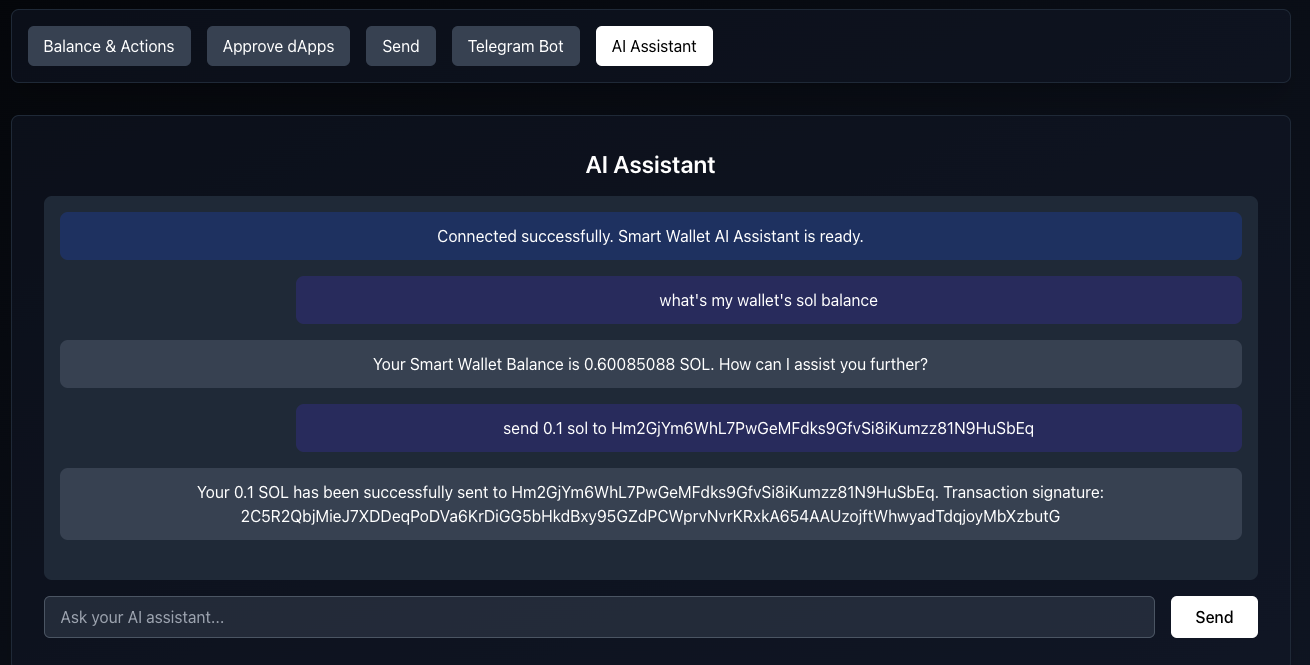 Balance & Actions
Approve dApps
Send
Telegram Bot
AI Assistant
AI Assistant
Connected successfully. Smart Wallet AI Assistant is ready.
what's my wallet's sol balance
Your Smart Wallet Balance is 0.60085088 SOL. How can I assist you further?
send 0.1 sol to Hm2GjYm6WhL7PwGeMFdks9GfvSi8iKumzz81N9HuSbEq
Your 0.1 SOL has been successfully sent to Hm2GjYm6WhL7PwGeMFdks9GfvSi8iKumzz81N9HuSbEq. Transaction signature:
2C5R2QbjMieJ7XDDeqPoDVa6KrDiGG5bHkdBxy95GZdPCWprvNvrKRxkA654AAUzojftWhwyadTdqjoyMbXzbutG
Ask your AI assistant...
Send